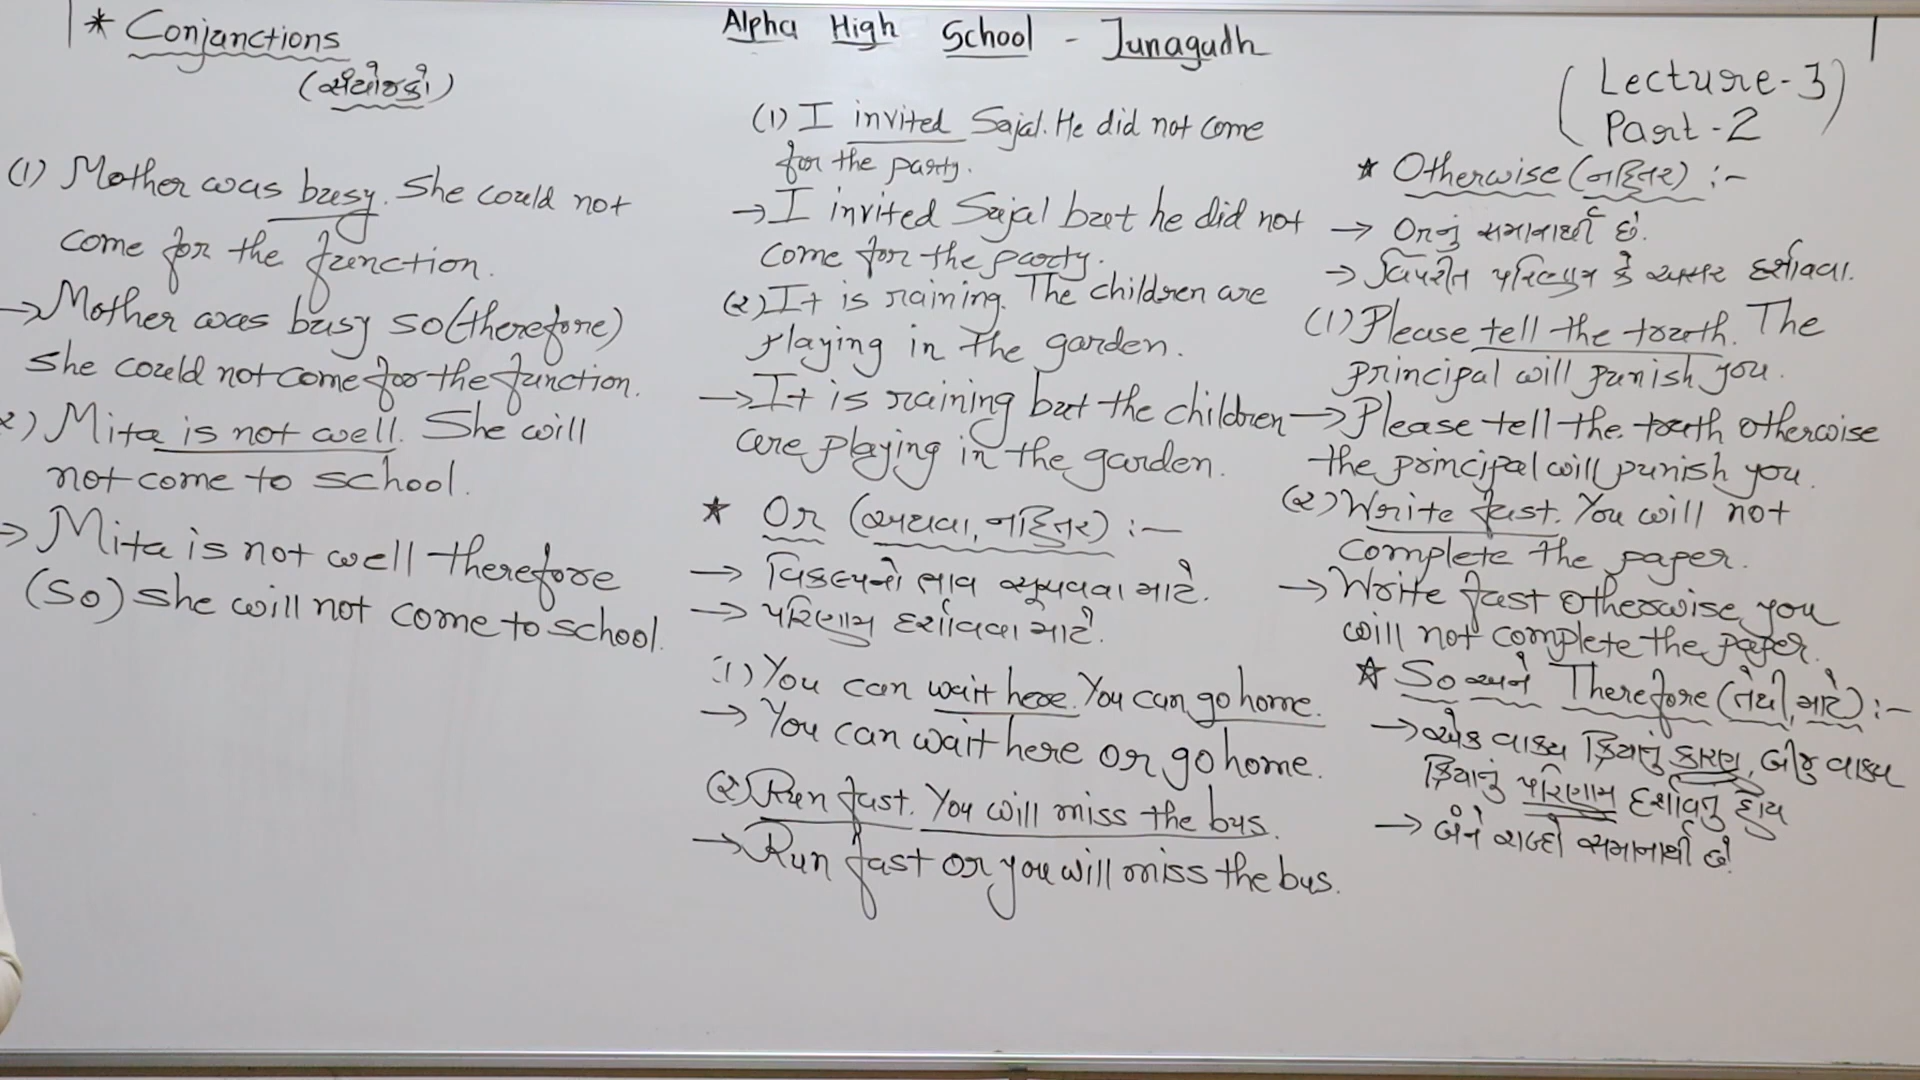 * Conjunctions
(સંયોજકો)
Alpha High School - Junagadh
(Lecture-3
Part-2)
(1) Mother was busy. She could not
come for the function.
→ Mother was busy so (therefore)
she could not come for the function.
૨) Mita is not well. She will
not come to school.
→ Mita is not well therefore
(so) she will not come to school.
(1) I invited Sajal. He did not come
for the party.
→ I invited Sajal but he did not
come for the party.
(૨) It is raining. The children are
playing in the garden.
→ It is raining but the children
are playing in the garden.
* Or (અથવા, નહિતર) :-
→ વિકલ્પનો ભાવ સૂચવવા માટે.
→ પરિણામ દર્શાવવા માટે.
(1) You can wait here. You can go home.
→ You can wait here or go home.
(૨) Run fast. You will miss the bus.
→ Run fast or you will miss the bus.
* Otherwise (નહિતર) :-
→ Orનું સમાનાર્થી છે.
→ વિપરીત પરિણામ કે અસર દર્શાવવા.
(1) Please tell the truth. The
principal will punish you.
→ Please tell the truth otherwise
the principal will punish you.
(૨) Write fast. You will not
complete the paper.
→ Write fast otherwise you
will not complete the paper.
* So અને Therefore (તેથી, માટે) :-
→ એક વાક્ય ક્રિયાનું કારણ, બીજુ વાક્ય
ક્રિયાનું પરિણામ દર્શાવતુ હોય
→ બંને શબ્દો સમાનાર્થી છે.